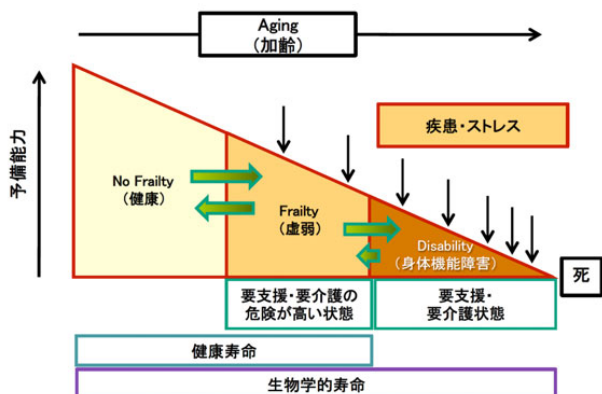 Aging
(加齢)
予備能力
疾患・ストレス
No Frailty
(健康)
Frailty
(虚弱)
Disability
(身体機能障害)
死
要支援・要介護の
危険が高い状態
要支援・
要介護状態
健康寿命
生物学的寿命